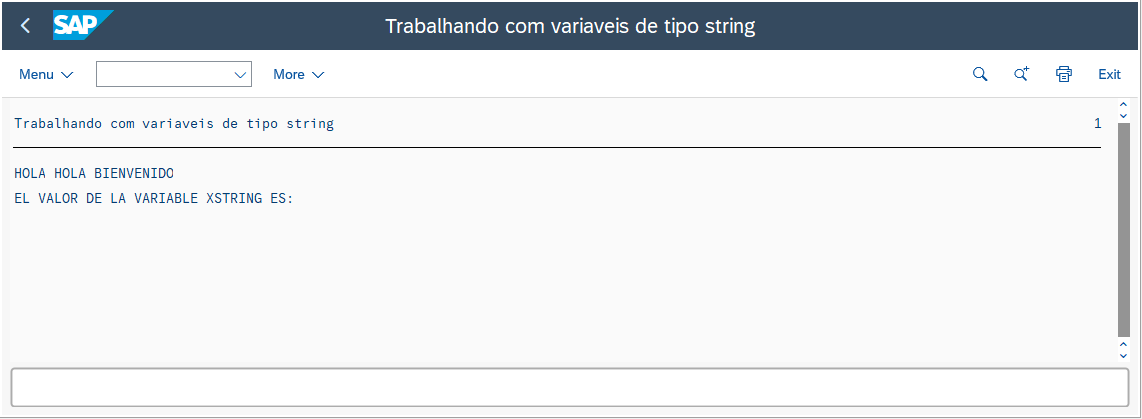 SAP
Trabalhando com variaveis de tipo string
Menu
More
Exit
Trabalhando com variaveis de tipo string 1
HOLA HOLA BIENVENIDO
EL VALOR DE LA VARIABLE XSTRING ES: